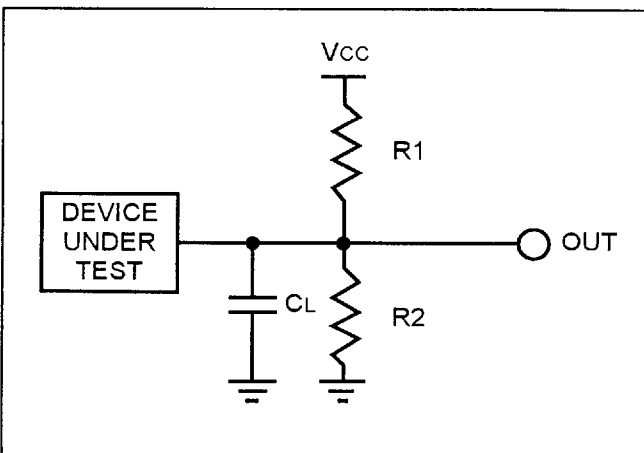 VCC
R1
DEVICE
UNDER
TEST
OUT
CL
R2